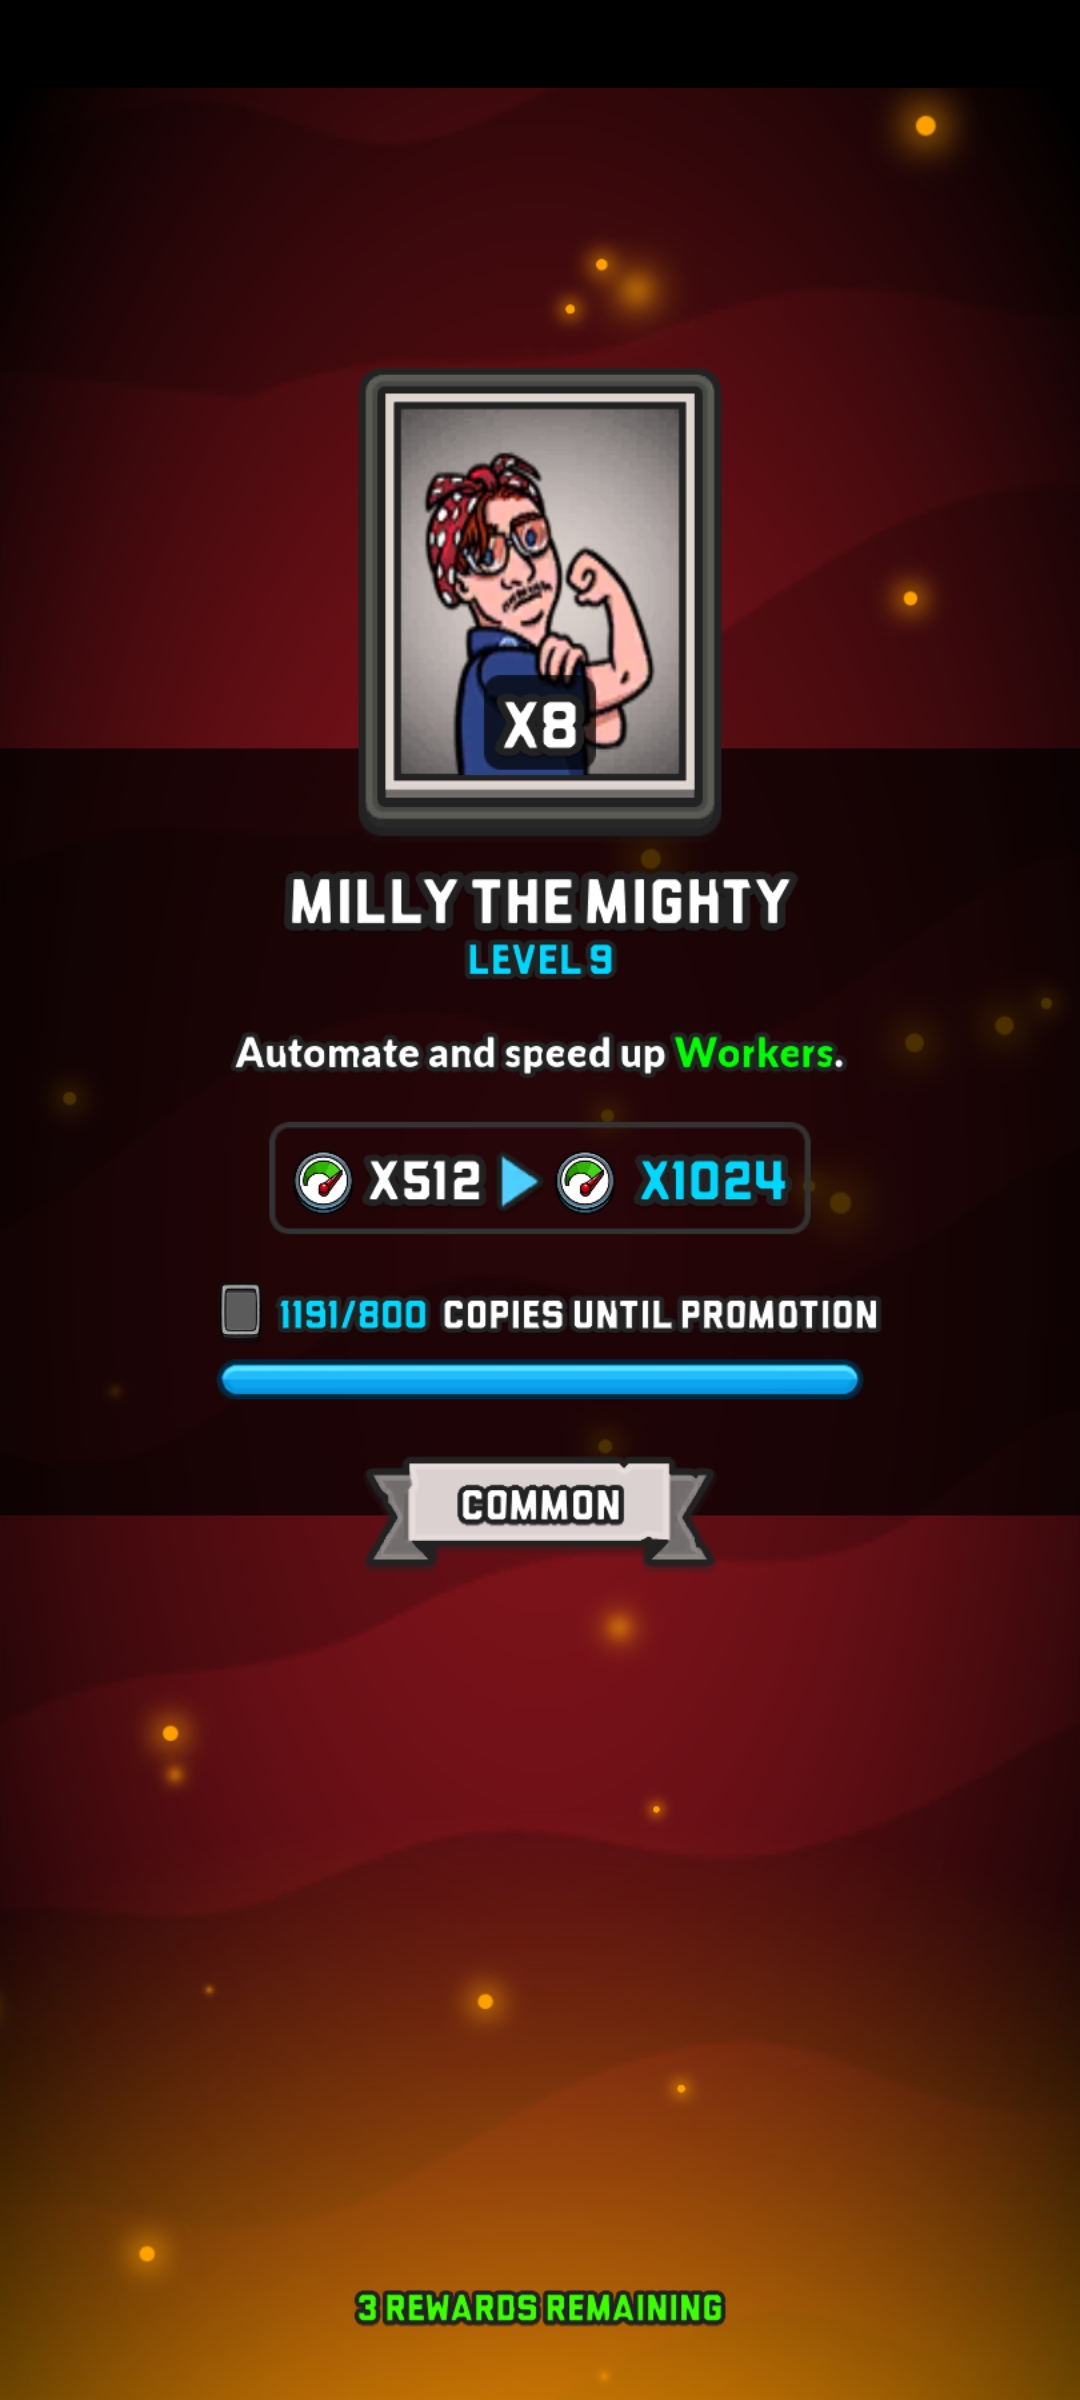 X8
MILLY THE MIGHTY
LEVEL 9
Automate and speed up Workers.
X512 X1024
1191/800 COPIES UNTIL PROMOTION
COMMON
3 REWARDS REMAINING